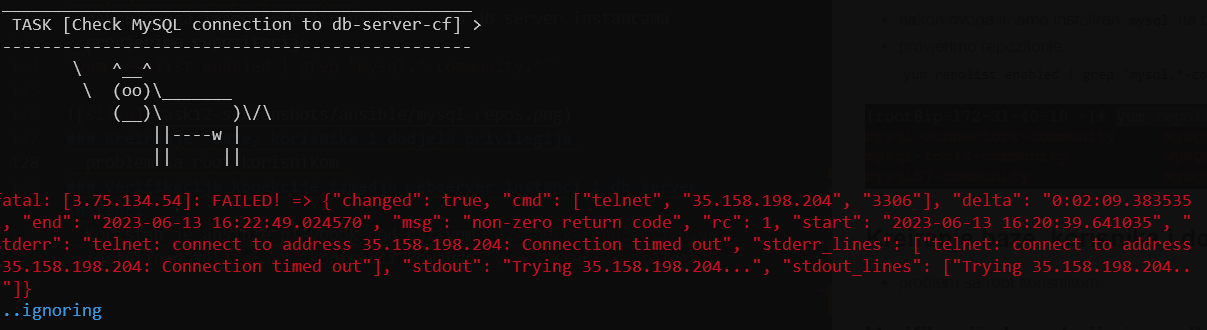 TASK [Check MySQL connection to db-server-cf] >
-----------------------------------------------
\   ^__^
\  (oo)\_______
(__)\       )\/\
||----w |
||     ||
fatal: [3.75.134.54]: FAILED! => {"changed": true, "cmd": ["telnet", "35.158.198.204", "3306"], "delta": "0:02:09.383535
", "end": "2023-06-13 16:22:49.024570", "msg": "non-zero return code", "rc": 1, "start": "2023-06-13 16:20:39.641035", "
stderr": "telnet: connect to address 35.158.198.204: Connection timed out", "stderr_lines": ["telnet: connect to address
35.158.198.204: Connection timed out"], "stdout": "Trying 35.158.198.204...", "stdout_lines": ["Trying 35.158.198.204..
"]}
..ignoring